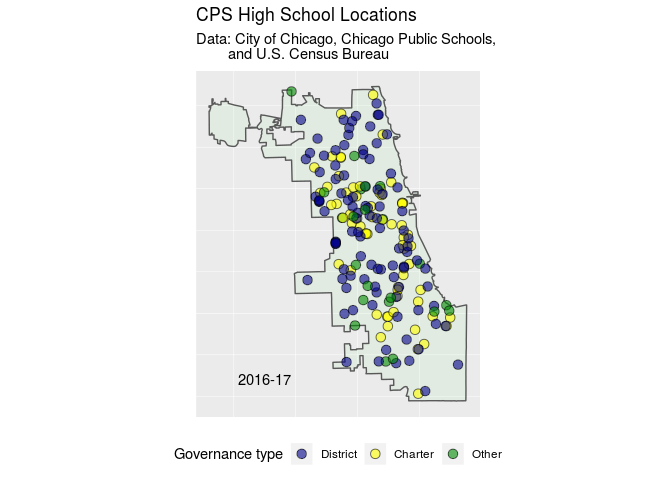 CPS High School Locations
Data: City of Chicago, Chicago Public Schools,
and U.S. Census Bureau
2016-17
Governance type District Charter Other